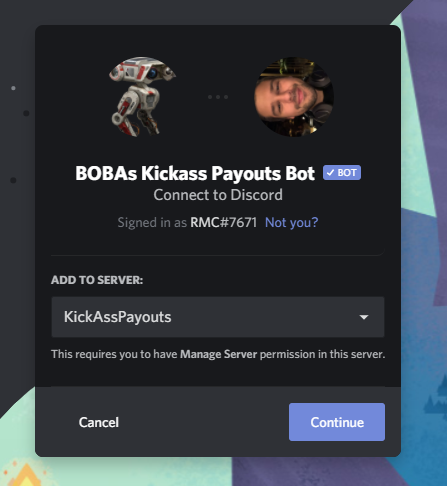 BOBAs Kickass Payouts Bot BOT
Connect to Discord
Signed in as RMC#7671 Not you?
ADD TO SERVER:
KickAssPayouts
This requires you to have Manage Server permission in this server.
Cancel Continue